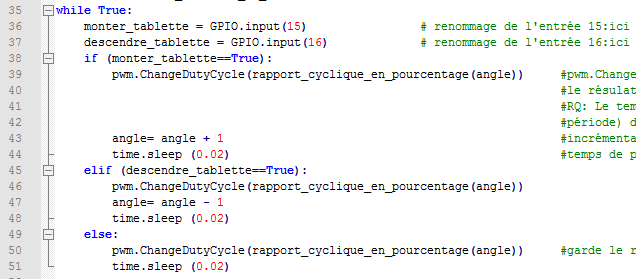 35 while True:
36 monter_tablette = GPIO.input(15) # renommage de l'entrée 15:ici
37 descendre_tablette = GPIO.input(16) # renommage de l'entrée 16:ici
38 if (monter_tablette==True):
39 pwm.ChangeDutyCycle(rapport_cyclique_en_pourcentage(angle)) #pwm.Change
40 #le résulat
41 #RQ: Le tem
42 #période) d
43 angle= angle + 1 #incrémenta
44 time.sleep (0.02) #temps de p
45 elif (descendre_tablette==True):
46 pwm.ChangeDutyCycle(rapport_cyclique_en_pourcentage(angle))
47 angle= angle - 1
48 time.sleep (0.02)
49 else:
50 pwm.ChangeDutyCycle(rapport_cyclique_en_pourcentage(angle)) #garde le r
51 time.sleep (0.02)